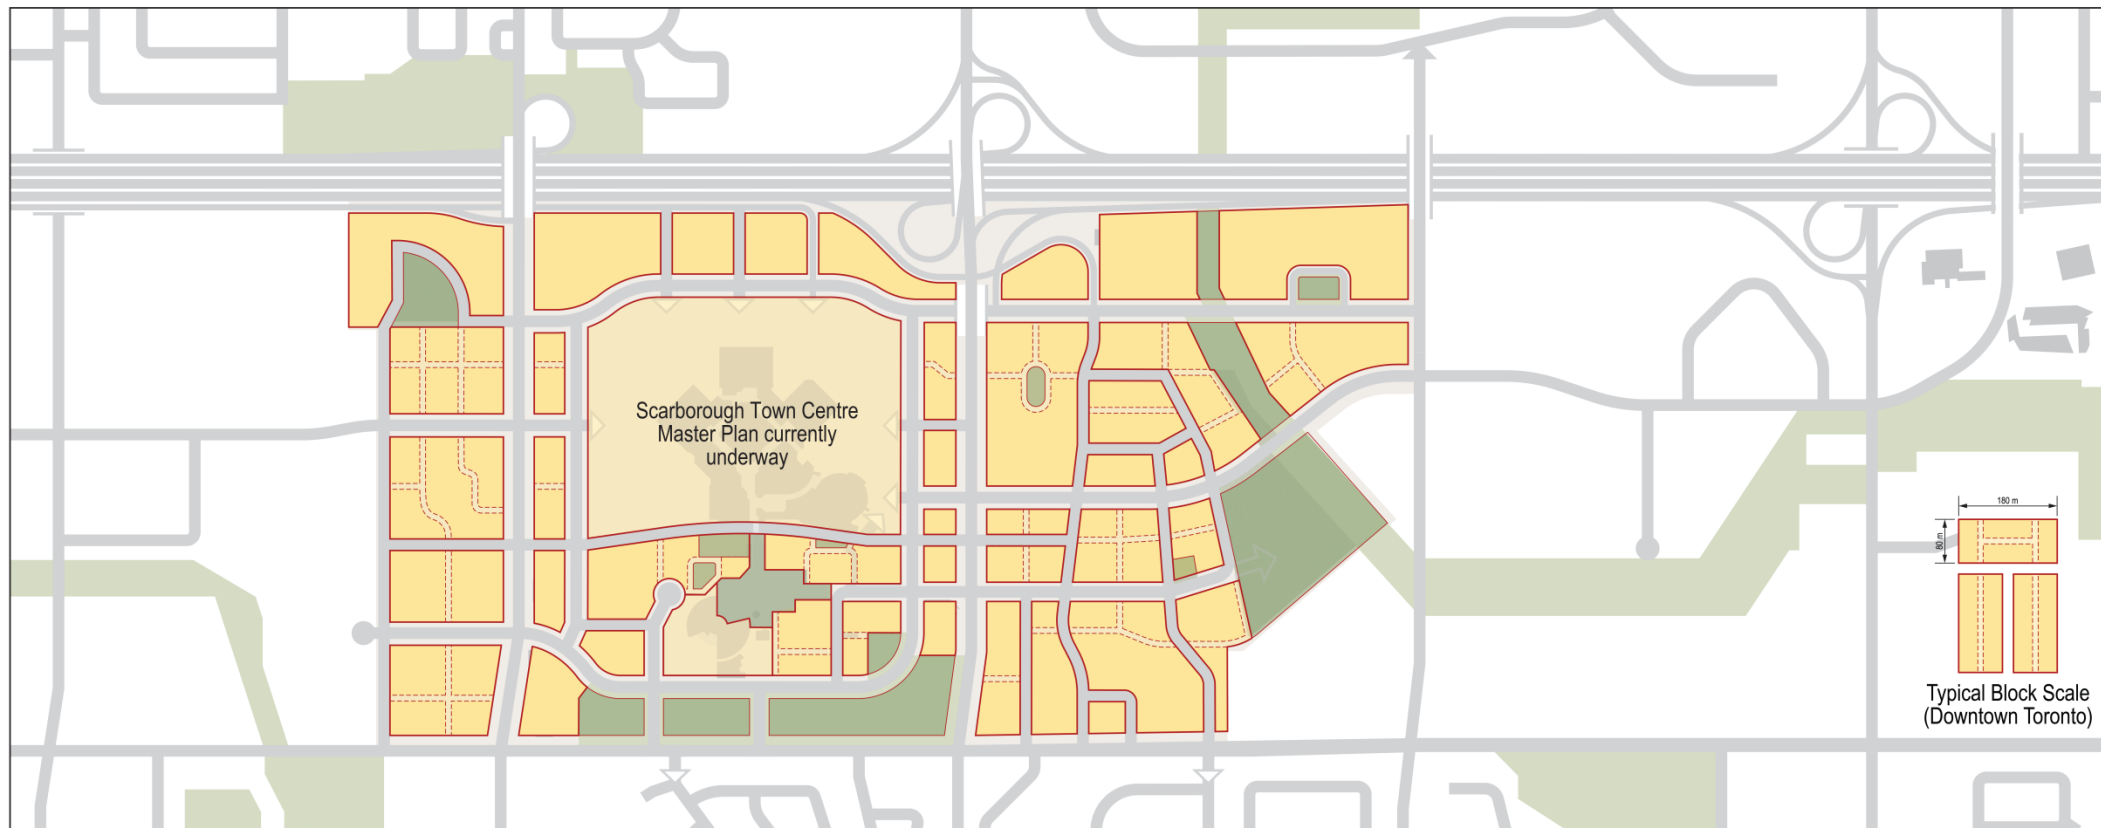 Scarborough Town Centre
Master Plan currently
underway
180 m
80 m
Typical Block Scale
(Downtown Toronto)